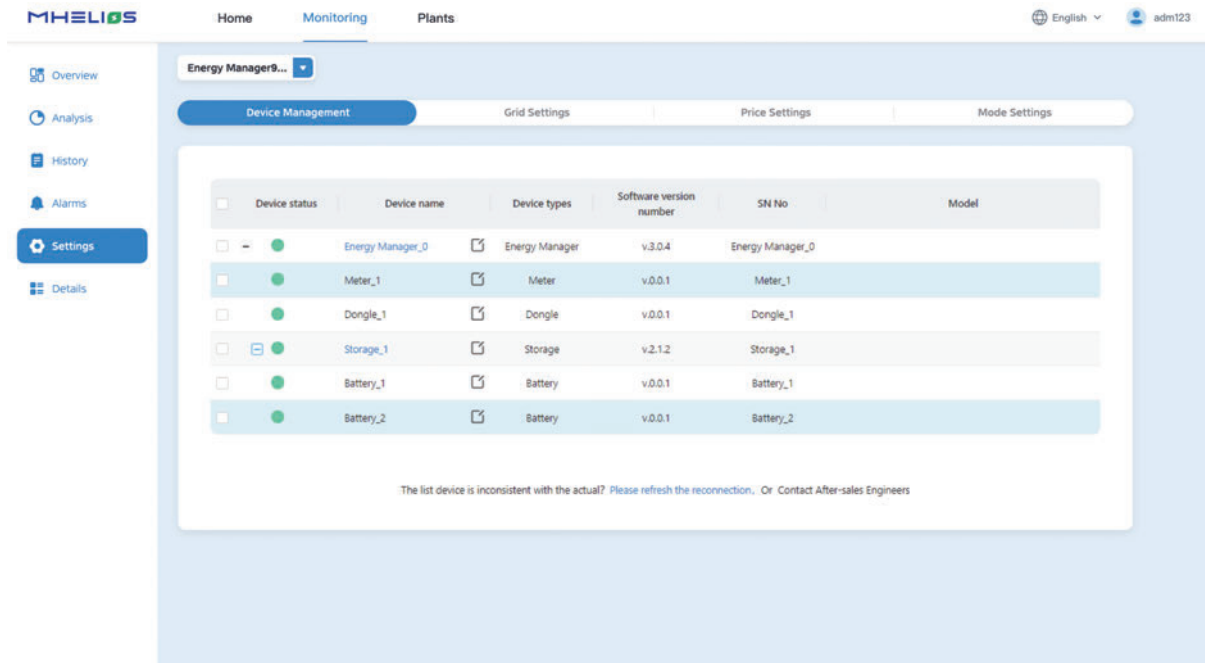 MHELIOS Home Monitoring Plants English adm123
Overview
Analysis
History
Alarms
Settings
Details
Energy Manager9...
Device Management Grid Settings Price Settings Mode Settings
Device status Device name Device types Software version number SN No Model
Energy Manager_0 Energy Manager v.3.0.4 Energy Manager_0
Meter_1 Meter v.0.0.1 Meter_1
Dongle_1 Dongle v.0.0.1 Dongle_1
Storage_1 Storage v.2.1.2 Storage_1
Battery_1 Battery v.0.0.1 Battery_1
Battery_2 Battery v.0.0.1 Battery_2
The list device is inconsistent with the actual? Please refresh the reconnection. Or Contact After-sales Engineers